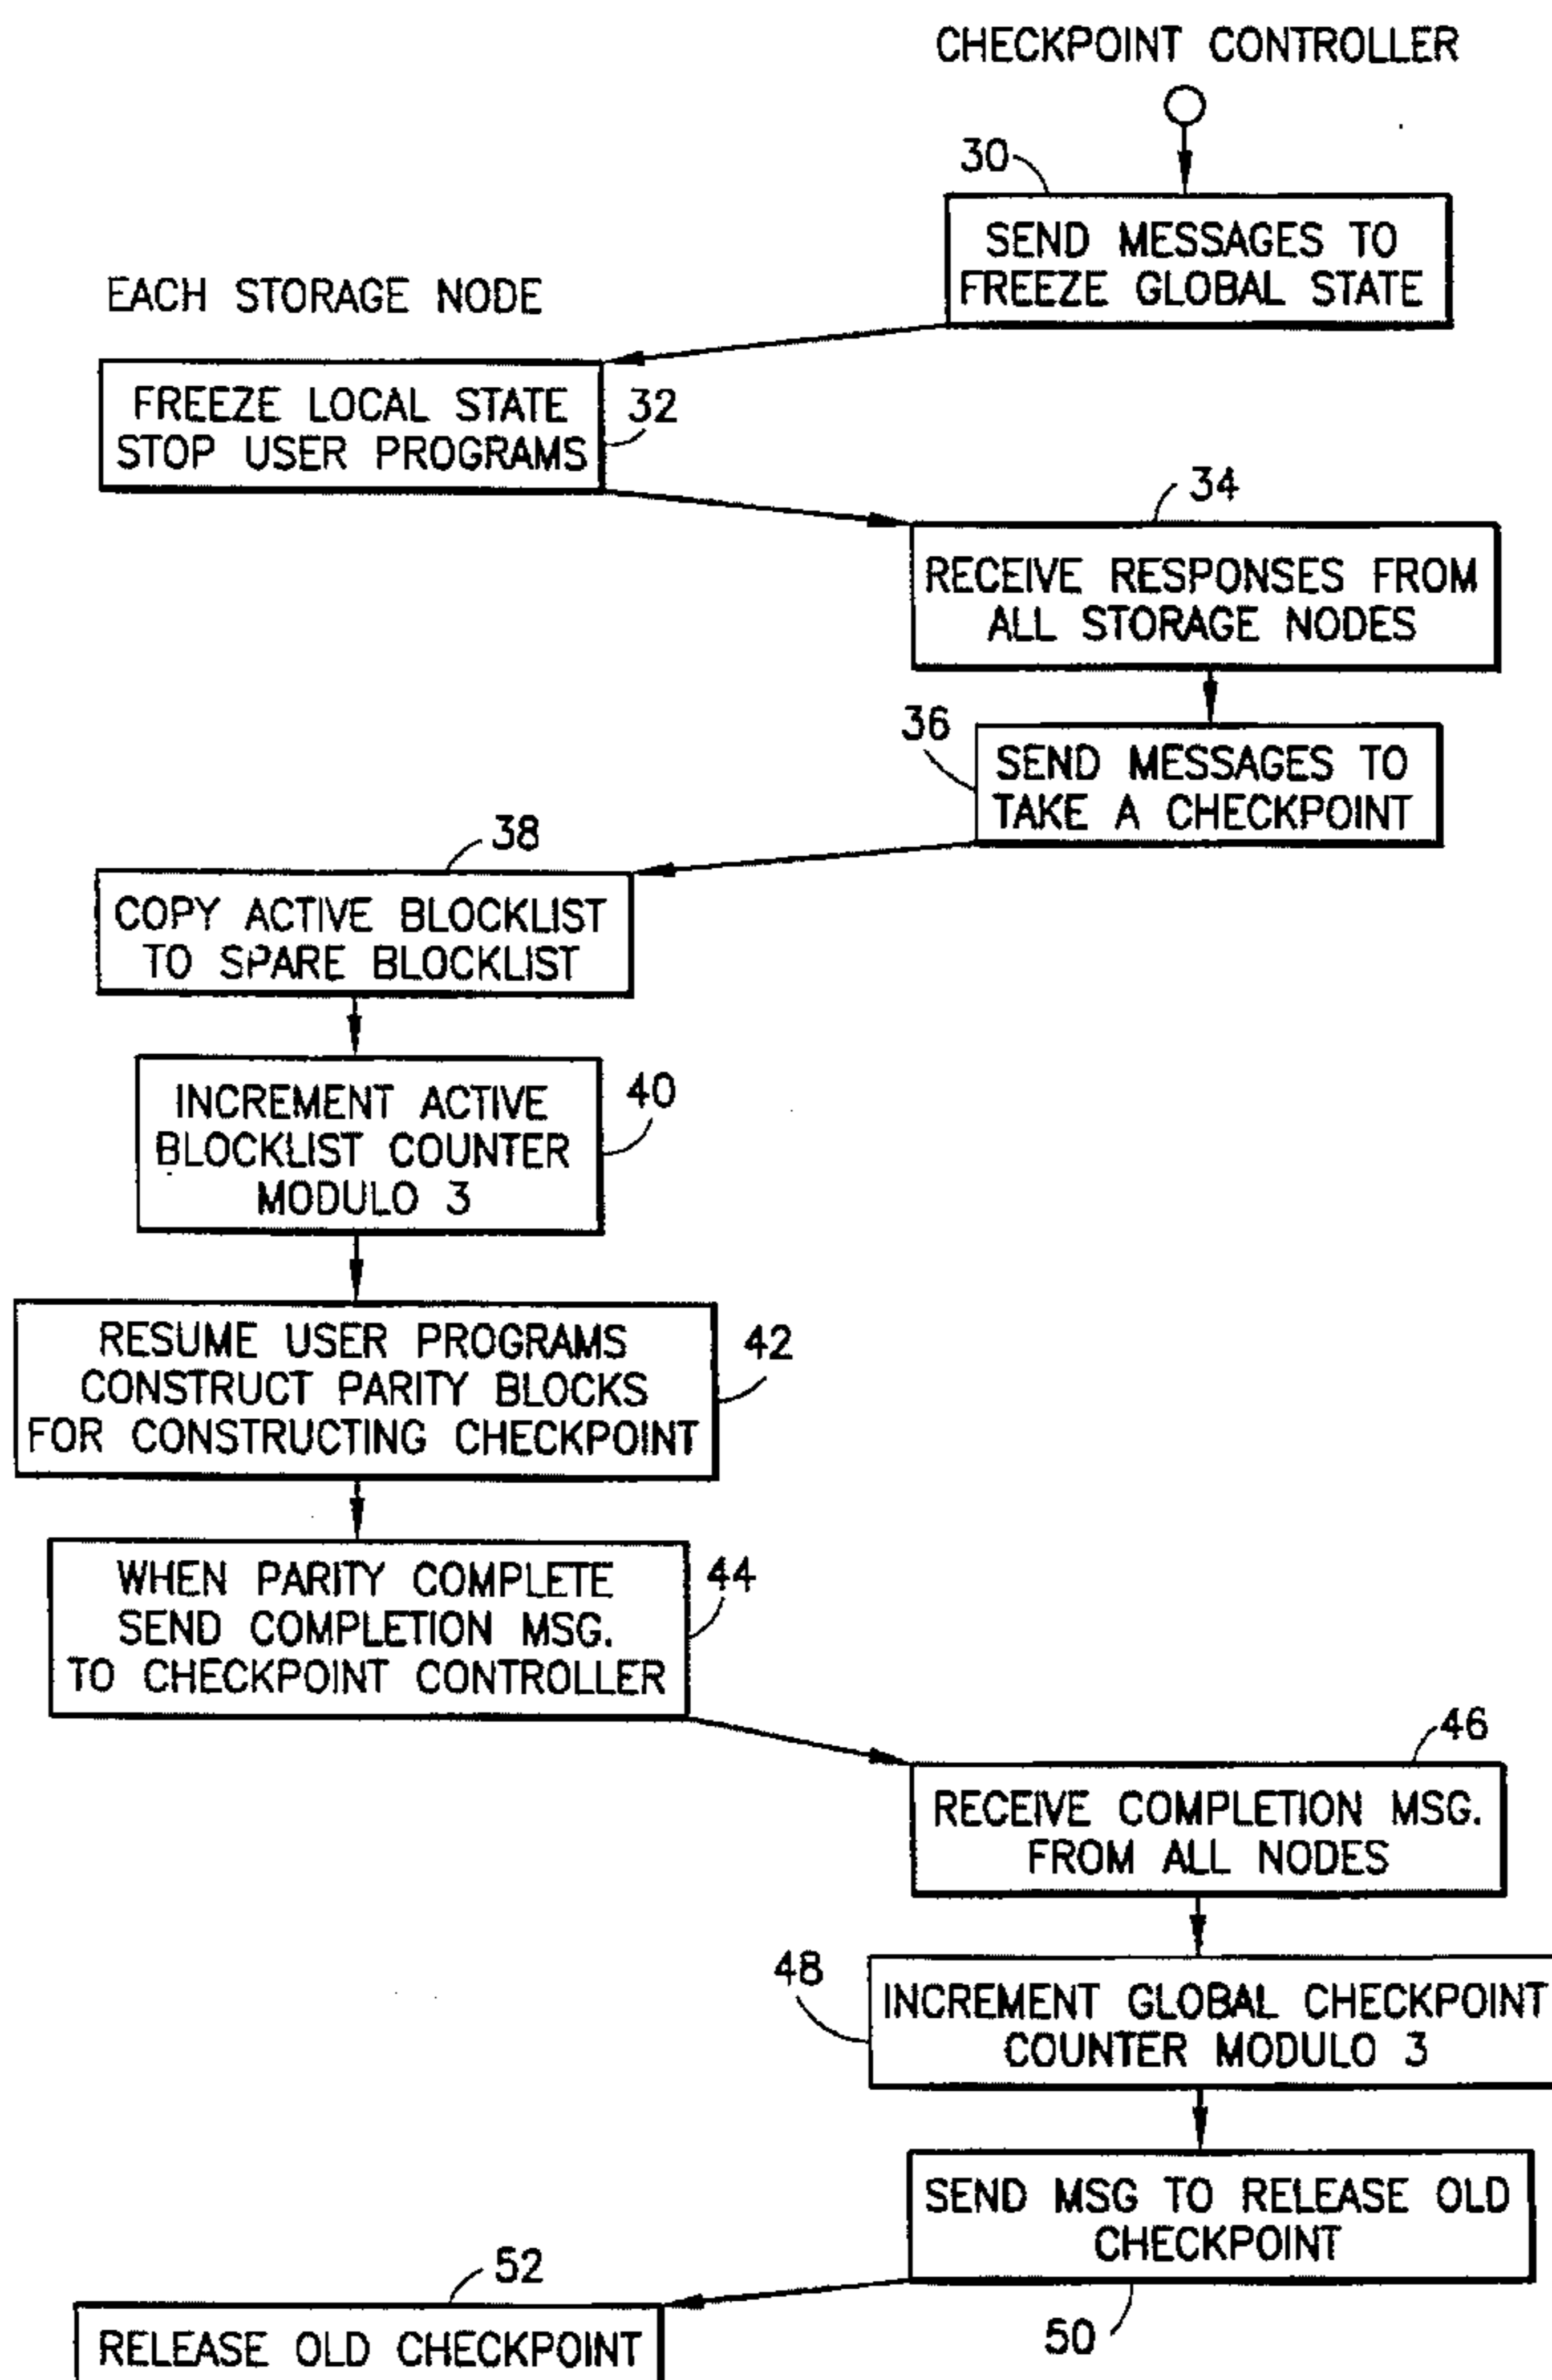 CHECKPOINT CONTROLLER
30
SEND MESSAGES TO
FREEZE GLOBAL STATE
EACH STORAGE NODE
FREEZE LOCAL STATE
STOP USER PROGRAMS
32
34
RECEIVE RESPONSES FROM
ALL STORAGE NODES
36
SEND MESSAGES TO
TAKE A CHECKPOINT
38
COPY ACTIVE BLOCKLIST
TO SPARE BLOCKLIST
INCREMENT ACTIVE
BLOCKLIST COUNTER
MODULO 3
40
RESUME USER PROGRAMS
CONSTRUCT PARITY BLOCKS
FOR CONSTRUCTING CHECKPOINT
42
WHEN PARITY COMPLETE
SEND COMPLETION MSG.
TO CHECKPOINT CONTROLLER
44
46
RECEIVE COMPLETION MSG.
FROM ALL NODES
48
INCREMENT GLOBAL CHECKPOINT
COUNTER MODULO 3
SEND MSG TO RELEASE OLD
CHECKPOINT
50
52
RELEASE OLD CHECKPOINT